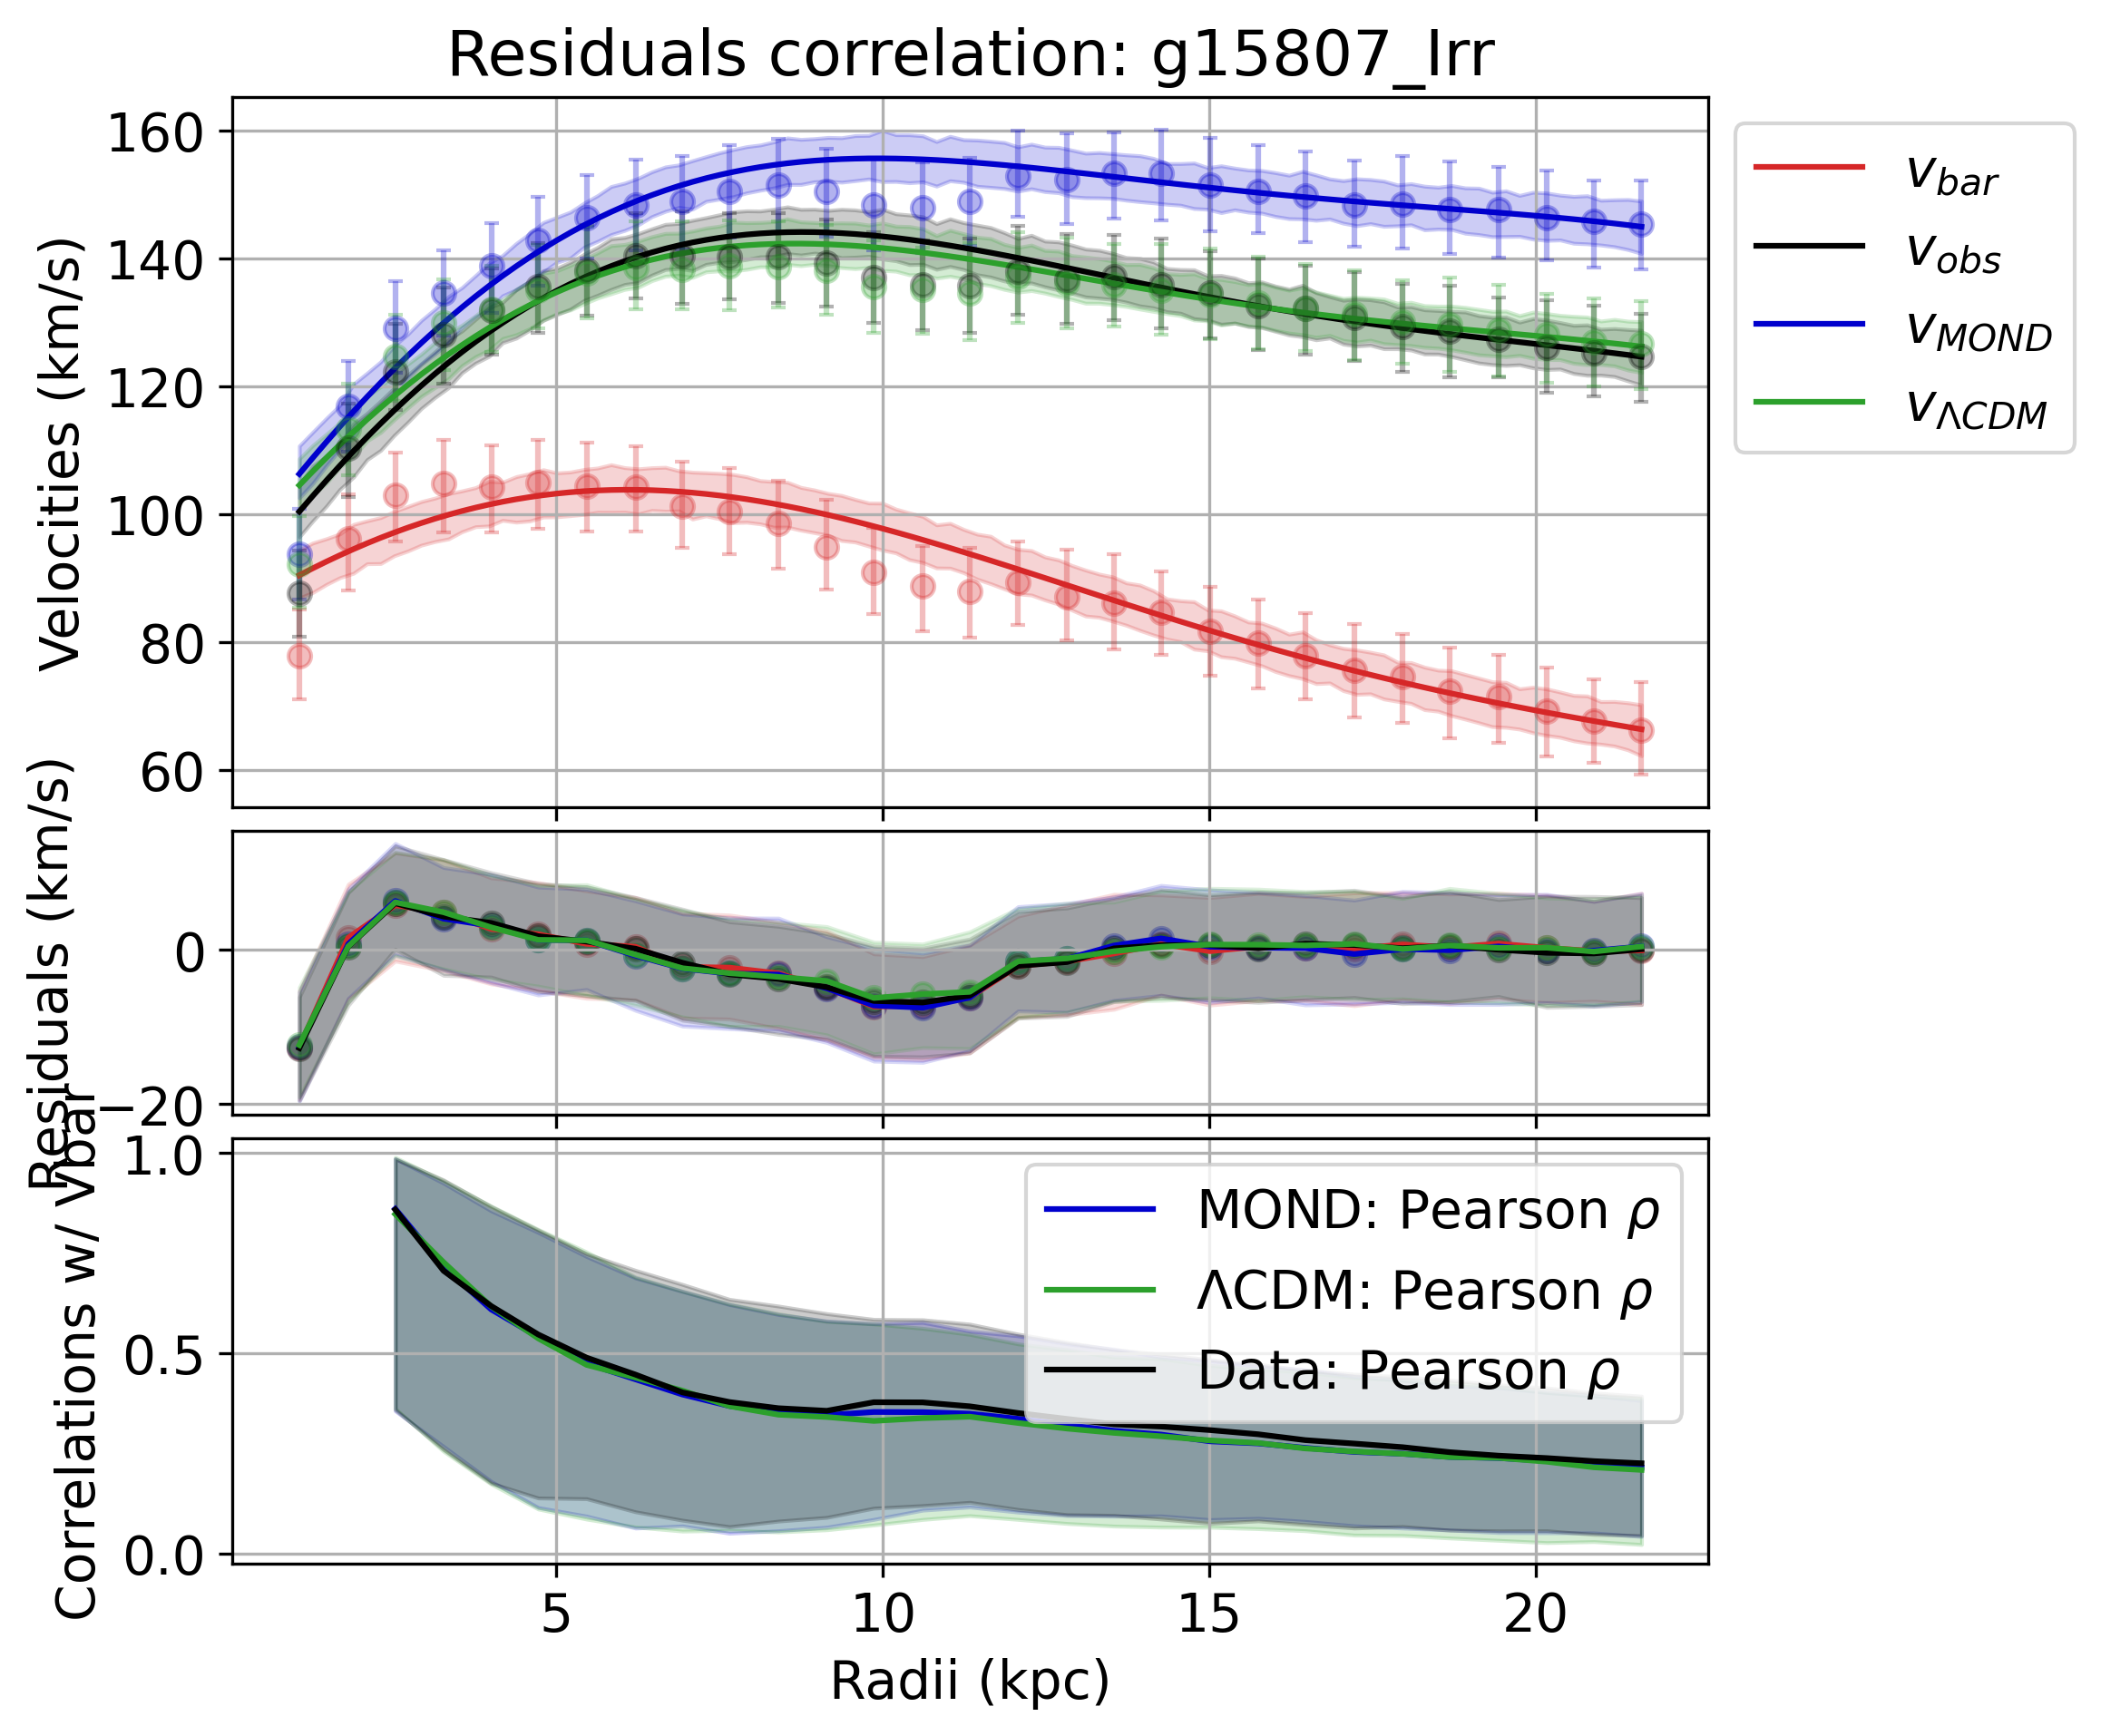 Residuals correlation: g15807_Irr
Velocities (km/s)
160
140
120
100
80
60
v_bar
v_obs
v_MOND
v_ΛCDM
Residuals (km/s)
0
−20
Correlations w/ Vbar
1.0
0.5
0.0
MOND: Pearson ρ
ΛCDM: Pearson ρ
Data: Pearson ρ
5 10 15 20
Radii (kpc)